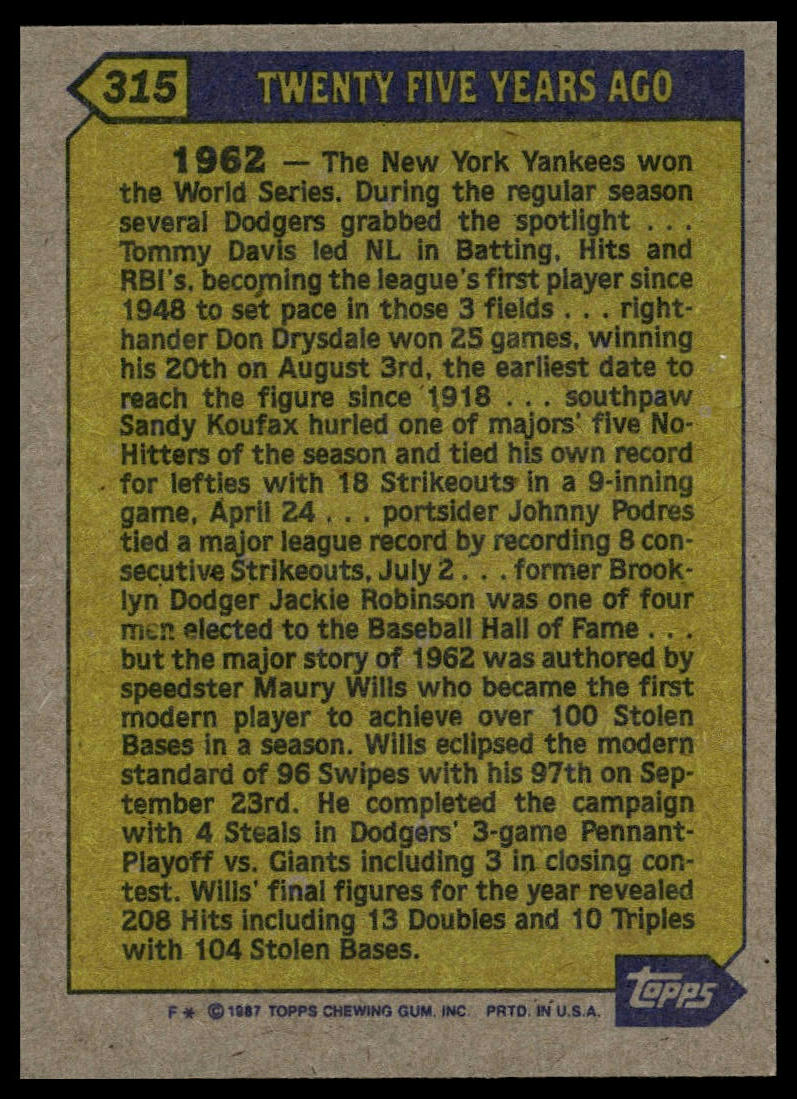 315
TWENTY FIVE YEARS AGO
1962 — The New York Yankees won
the World Series. During the regular season
several Dodgers grabbed the spotlight . . .
Tommy Davis led NL in Batting, Hits and
RBI's, becoming the league's first player since
1948 to set pace in those 3 fields . . . right-
hander Don Drysdale won 25 games, winning
his 20th on August 3rd, the earliest date to
reach the figure since 1918 . . . southpaw
Sandy Koufax hurled one of majors' five No-
Hitters of the season and tied his own record
for lefties with 18 Strikeouts in a 9-inning
game, April 24 . . . portsider Johnny Podres
tied a major league record by recording 8 con-
secutive Strikeouts, July 2 . . . former Brook-
lyn Dodger Jackie Robinson was one of four
men elected to the Baseball Hall of Fame . . .
but the major story of 1962 was authored by
speedster Maury Wills who became the first
modern player to achieve over 100 Stolen
Bases in a season. Wills eclipsed the modern
standard of 96 Swipes with his 97th on Sep-
tember 23rd. He completed the campaign
with 4 Steals in Dodgers' 3-game Pennant-
Playoff vs. Giants including 3 in closing con-
test. Wills' final figures for the year revealed
208 Hits including 13 Doubles and 10 Triples
with 104 Stolen Bases.
topps
F * © 1987 TOPPS CHEWING GUM, INC. PRTD. IN U.S.A.